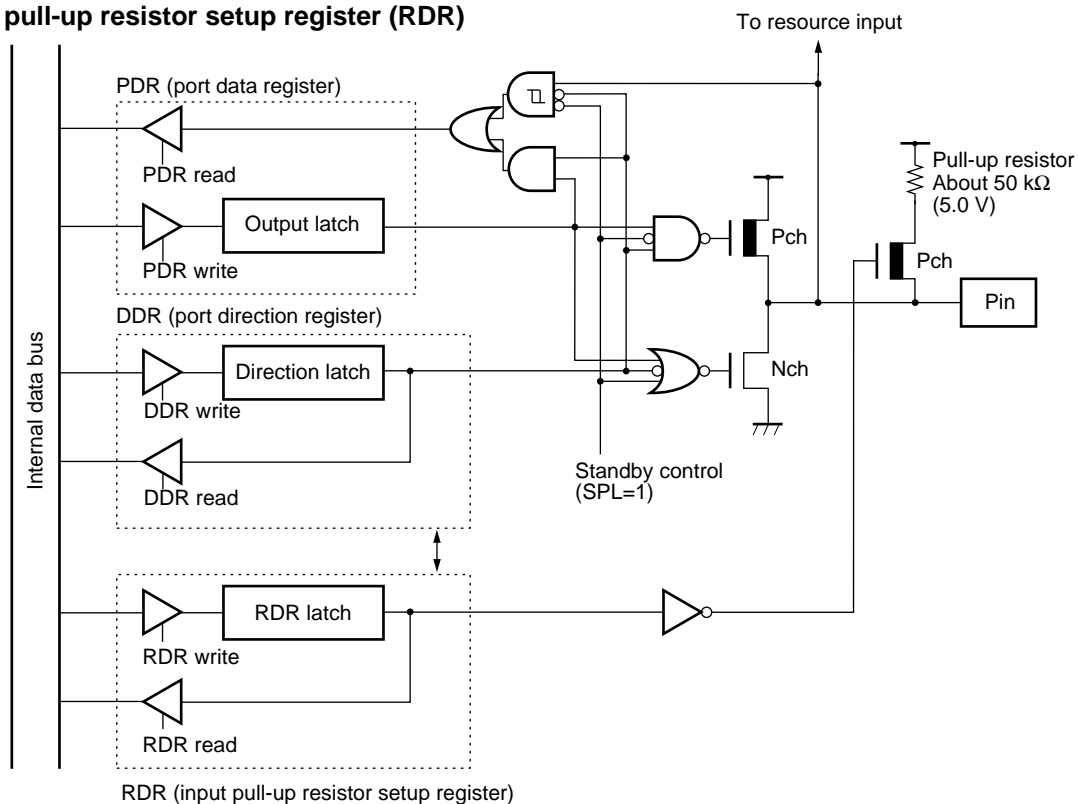 pull-up resistor setup register (RDR)
To resource input
PDR (port data register)
PDR read
Output latch
PDR write
Pull-up resistor
About 50 kΩ
(5.0 V)
Pch
Pch
Pin
DDR (port direction register)
Direction latch
DDR write
DDR read
Nch
Standby control
(SPL=1)
Internal data bus
RDR latch
RDR write
RDR read
RDR (input pull-up resistor setup register)